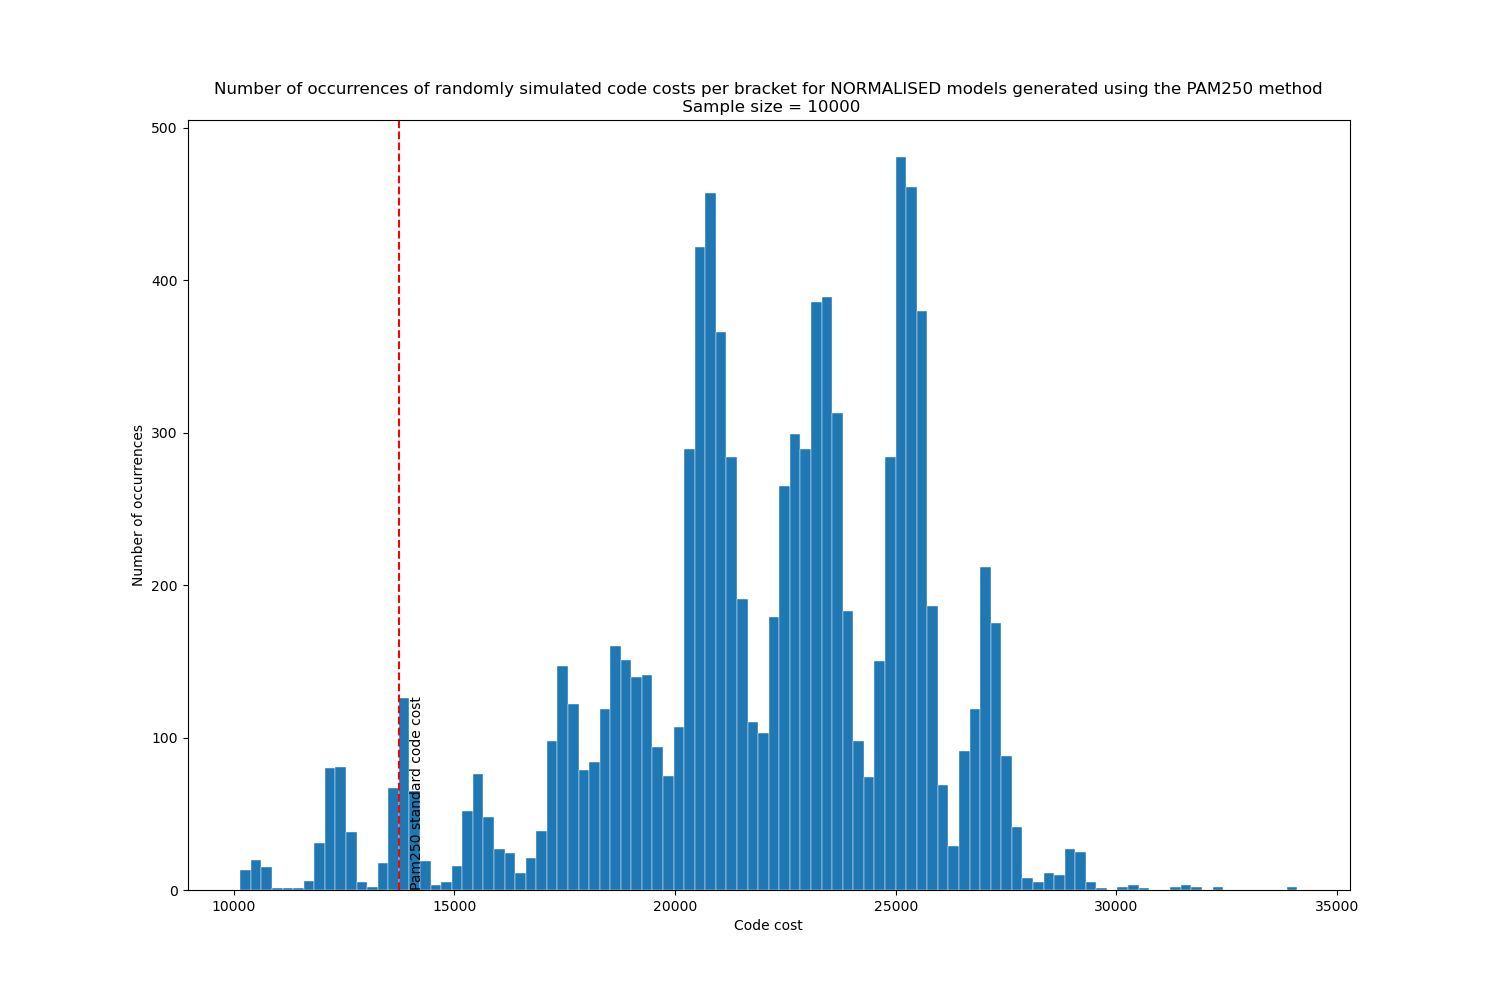 Number of occurrences of randomly simulated code costs per bracket for NORMALISED models generated using the PAM250 method
Sample size = 10000
500
400
300
200
100
0
Number of occurrences
Pam250 standard code cost
10000
15000
20000
25000
30000
35000
Code cost